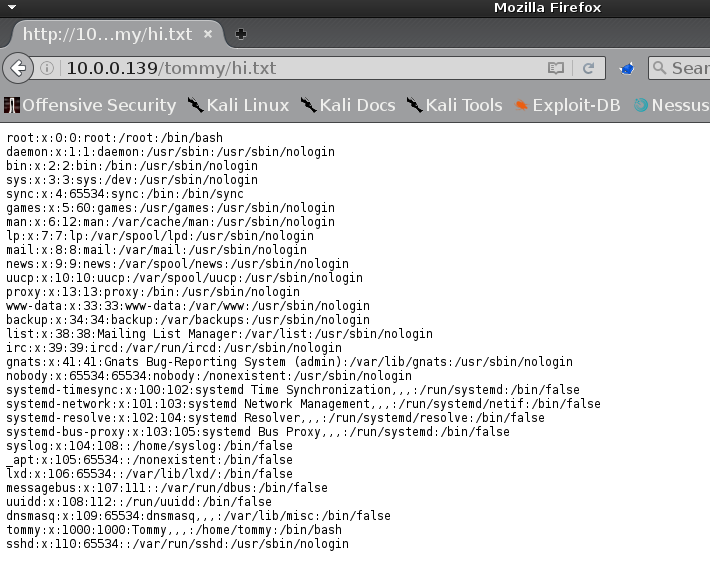 Mozilla Firefox
http://10...my/hi.txt
10.0.0.139/tommy/hi.txt
Sear
Offensive Security Kali Linux Kali Docs Kali Tools Exploit-DB Nessus
root:x:0:0:root:/root:/bin/bash
daemon:x:1:1:daemon:/usr/sbin:/usr/sbin/nologin
bin:x:2:2:bin:/bin:/usr/sbin/nologin
sys:x:3:3:sys:/dev:/usr/sbin/nologin
sync:x:4:65534:sync:/bin:/bin/sync
games:x:5:60:games:/usr/games:/usr/sbin/nologin
man:x:6:12:man:/var/cache/man:/usr/sbin/nologin
lp:x:7:7:lp:/var/spool/lpd:/usr/sbin/nologin
mail:x:8:8:mail:/var/mail:/usr/sbin/nologin
news:x:9:9:news:/var/spool/news:/usr/sbin/nologin
uucp:x:10:10:uucp:/var/spool/uucp:/usr/sbin/nologin
proxy:x:13:13:proxy:/bin:/usr/sbin/nologin
www-data:x:33:33:www-data:/var/www:/usr/sbin/nologin
backup:x:34:34:backup:/var/backups:/usr/sbin/nologin
list:x:38:38:Mailing List Manager:/var/list:/usr/sbin/nologin
irc:x:39:39:ircd:/var/run/ircd:/usr/sbin/nologin
gnats:x:41:41:Gnats Bug-Reporting System (admin):/var/lib/gnats:/usr/sbin/nologin
nobody:x:65534:65534:nobody:/nonexistent:/usr/sbin/nologin
systemd-timesync:x:100:102:systemd Time Synchronization,,,:/run/systemd:/bin/false
systemd-network:x:101:103:systemd Network Management,,,:/run/systemd/netif:/bin/false
systemd-resolve:x:102:104:systemd Resolver,,,:/run/systemd/resolve:/bin/false
systemd-bus-proxy:x:103:105:systemd Bus Proxy,,,:/run/systemd:/bin/false
syslog:x:104:108::/home/syslog:/bin/false
_apt:x:105:65534::/nonexistent:/bin/false
lxd:x:106:65534::/var/lib/lxd/:/bin/false
messagebus:x:107:111::/var/run/dbus:/bin/false
uuidd:x:108:112::/run/uuidd:/bin/false
dnsmasq:x:109:65534:dnsmasq,,,:/var/lib/misc:/bin/false
tommy:x:1000:1000:Tommy,,,:/home/tommy:/bin/bash
sshd:x:110:65534::/var/run/sshd:/usr/sbin/nologin